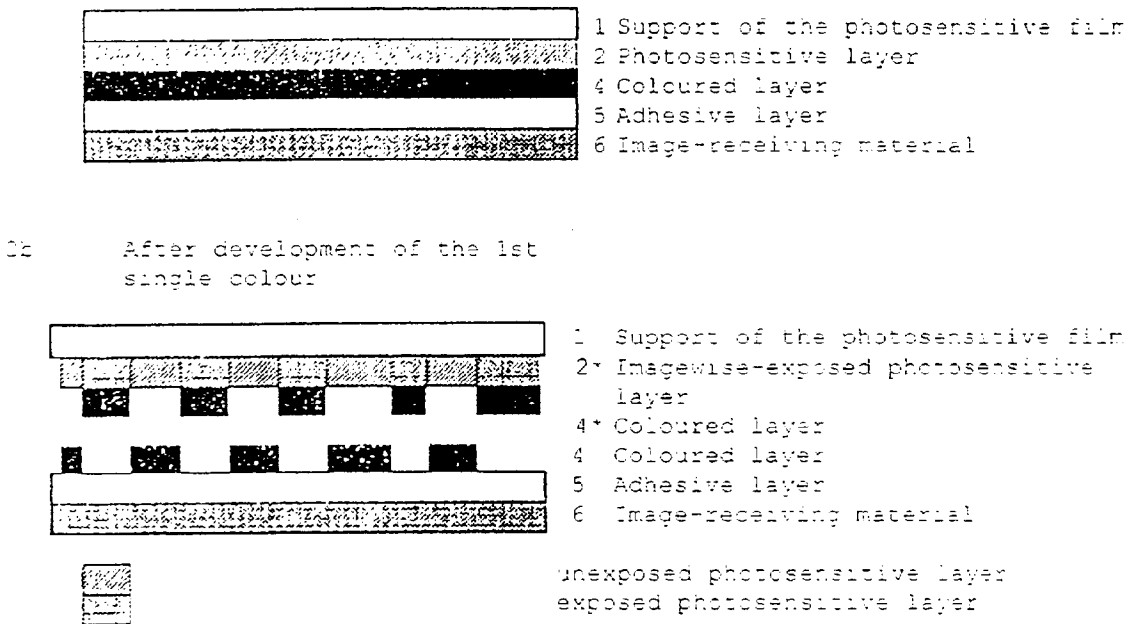 1 Support of the photosensitive film
2 Photosensitive layer
4 Coloured layer
5 Adhesive layer
6 Image-receiving material
After development of the 1st
single colour
1 Support of the photosensitive film
2* Imagewise-exposed photosensitive
layer
4* Coloured layer
4 Coloured layer
5 Adhesive layer
6 Image-receiving material
unexposed photosensitive layer
exposed photosensitive layer